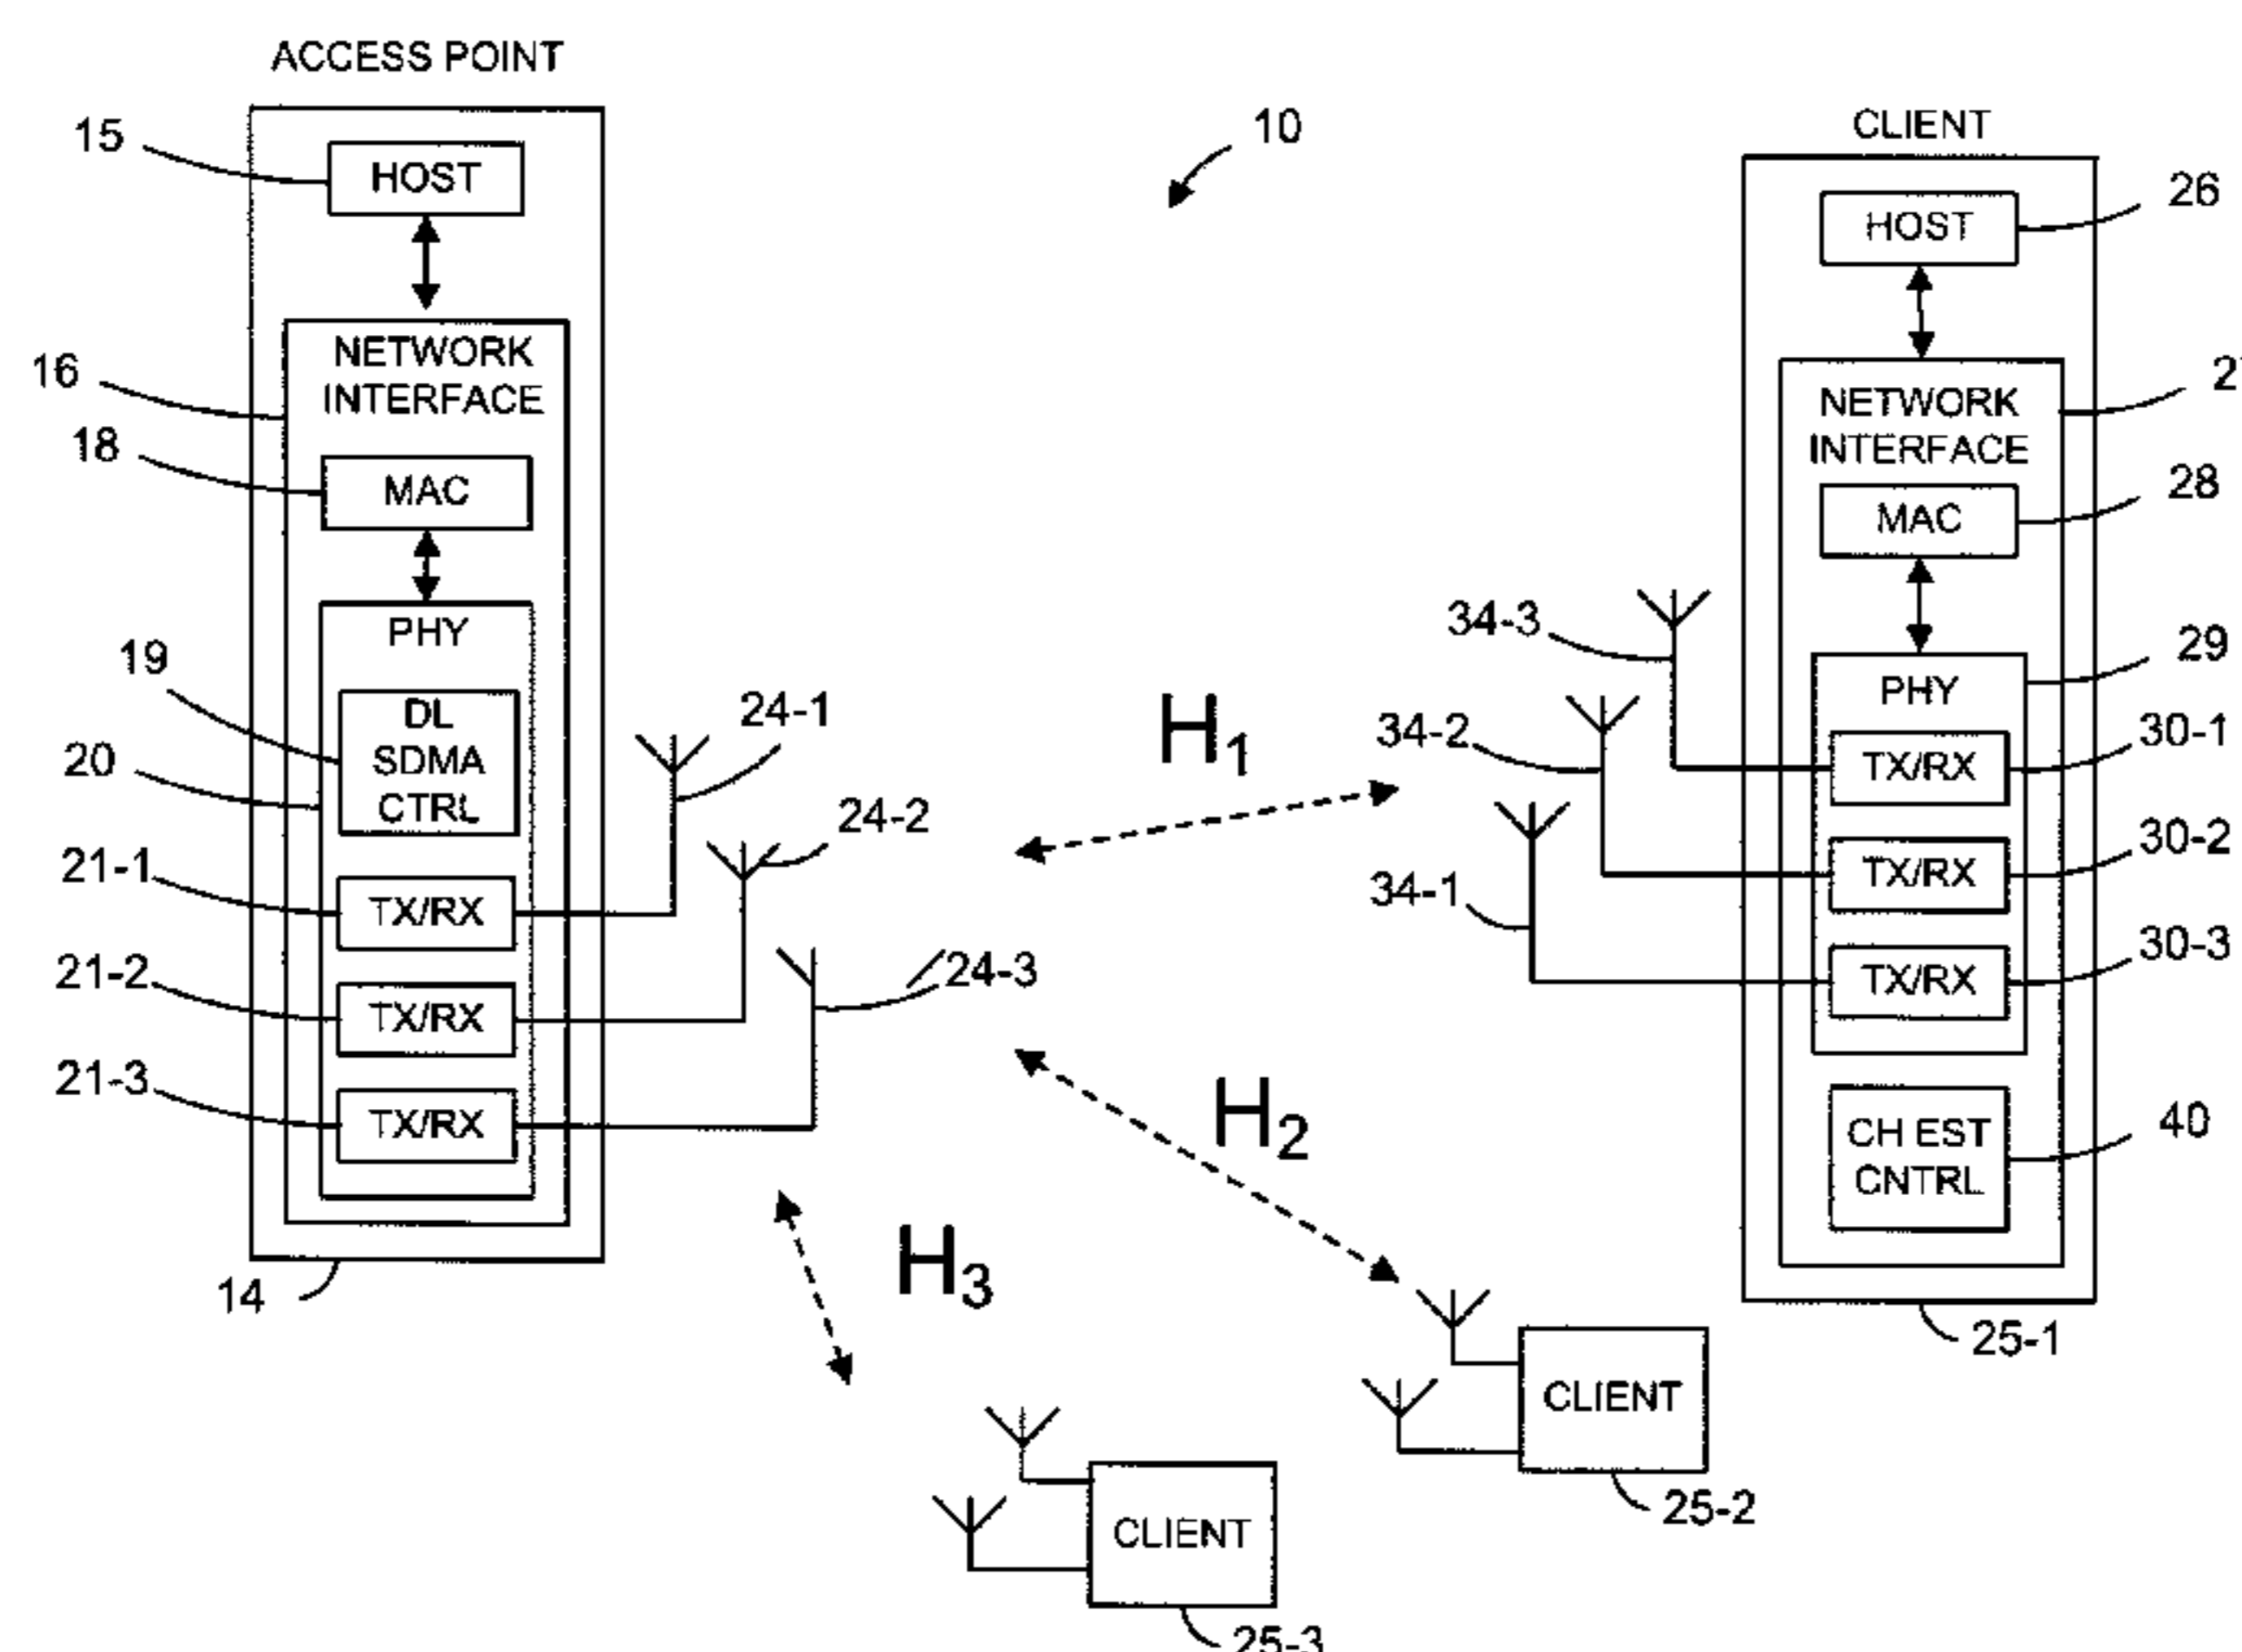 ACCESS POINT
15
HOST
16
NETWORK
INTERFACE
18
MAC
PHY
19
DL
SDMA
CTRL
20
21-1
TX/RX
21-2
TX/RX
21-3
TX/RX
14
24-1
24-2
24-3
10
H1
H2
H3
CLIENT
HOST
26
NETWORK
INTERFACE
MAC
28
PHY
29
34-3
TX/RX
30-1
34-2
TX/RX
30-2
34-1
TX/RX
30-3
CH EST
CNTRL
40
25-1
CLIENT
25-2
CLIENT
25-3